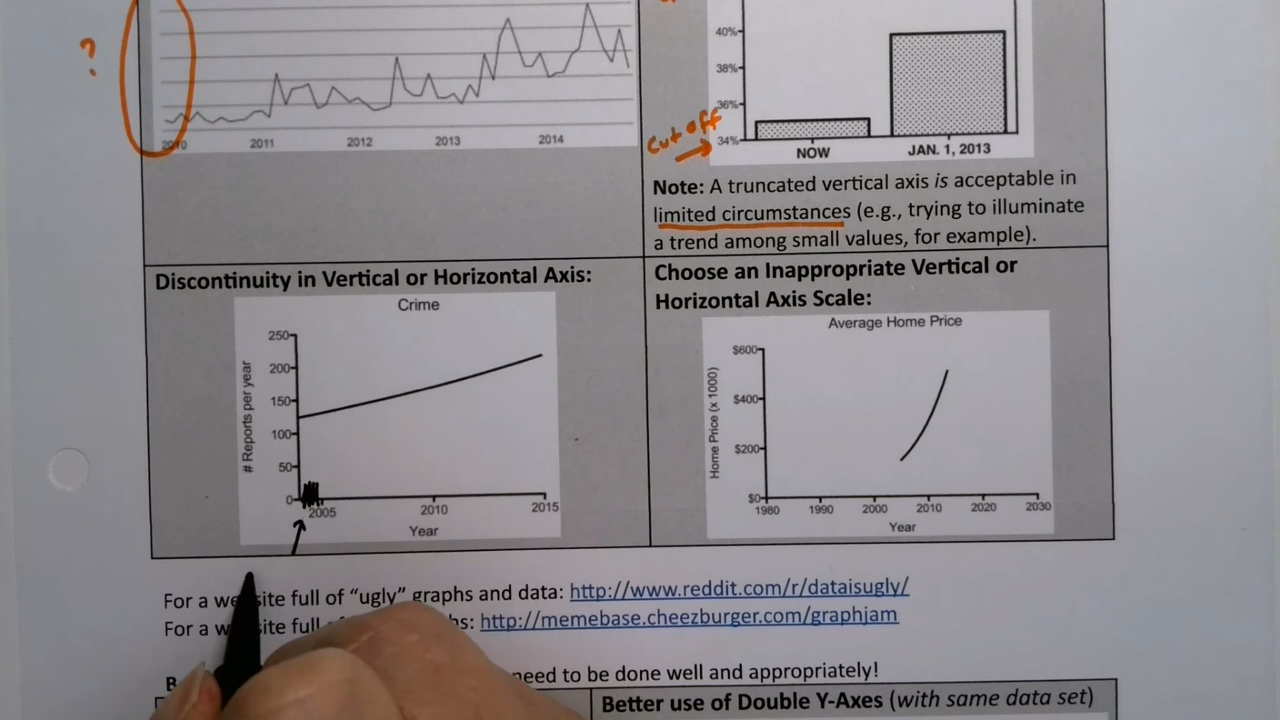 ?
2010 2011 2012 2013 2014
40%
38%
36%
34%
cut off
NOW JAN. 1, 2013
Note: A truncated vertical axis is acceptable in
limited circumstances (e.g., trying to illuminate
a trend among small values, for example).
Discontinuity in Vertical or Horizontal Axis:
Crime
# Reports per year
250
200
150
100
50
0
2005 2010 2015
Year
Choose an Inappropriate Vertical or
Horizontal Axis Scale:
Average Home Price
Home Price (x 1000)
$600
$400
$200
$0
1980 1990 2000 2010 2020 2030
Year
For a website full of “ugly” graphs and data: http://www.reddit.com/r/dataisugly/
For a website full http://memebase.cheezburger.com/graphjam
need to be done well and appropriately!
Better use of Double Y-Axes (with same data set)